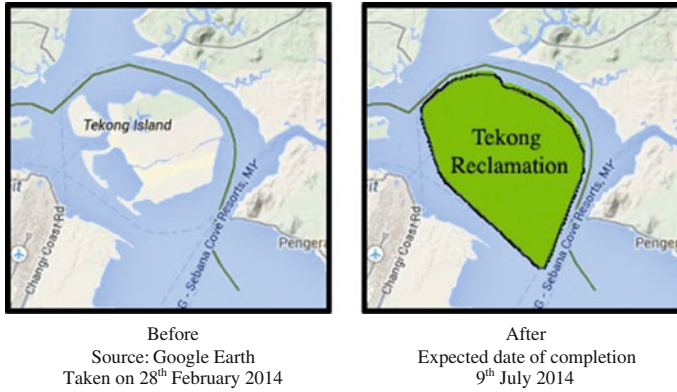 Tekong Island
Changi Coast Rd
G - Sebana Cove Resorts, MY
Penger
Before
Source: Google Earth
Taken on 28th February 2014
Tekong
Reclamation
it
Changi Coast Rd
G - Sebana Cove Resorts, MY
Penger
After
Expected date of completion
9th July 2014